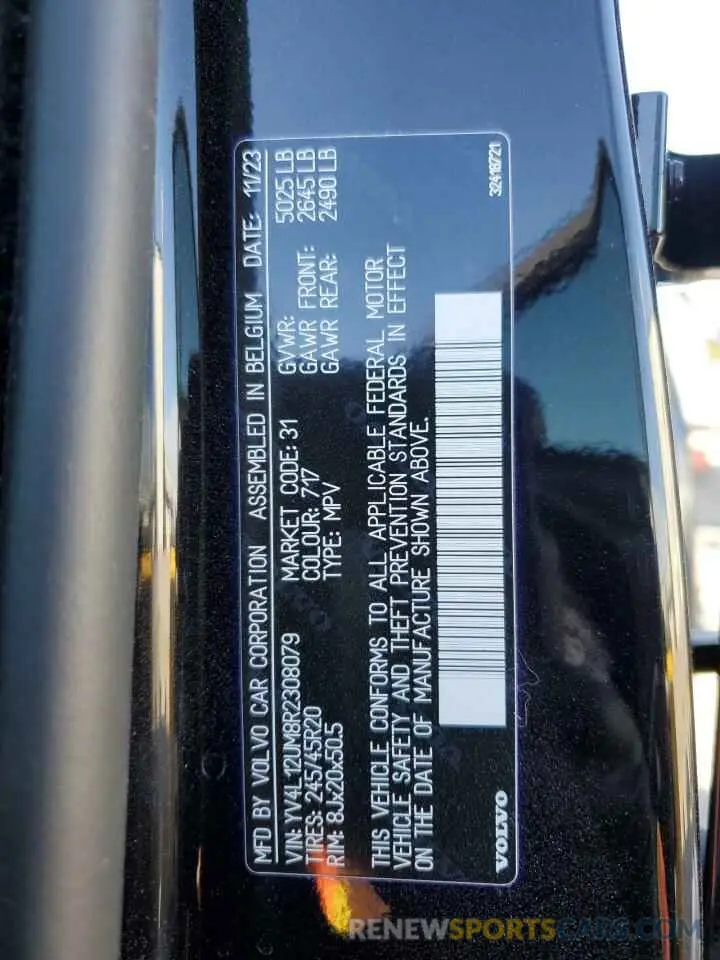 MFD BY VOLVO CAR CORPORATION ASSEMBLED IN BELGIUM DATE: 11/23
VIN: YV4L12UM8R2308079 MARKET CODE: 31 GVWR: 5025 LB
TIRES: 245/45R20 COLOUR: 717 GAWR FRONT: 2645 LB
RIM: 8Jx20x50.5 TYPE: MPV GAWR REAR: 2490 LB
THIS VEHICLE CONFORMS TO ALL APPLICABLE FEDERAL MOTOR
VEHICLE SAFETY AND THEFT PREVENTION STANDARDS IN EFFECT
ON THE DATE OF MANUFACTURE SHOWN ABOVE.
VOLVO 32418721
RENEWSPORTSCARS.COM